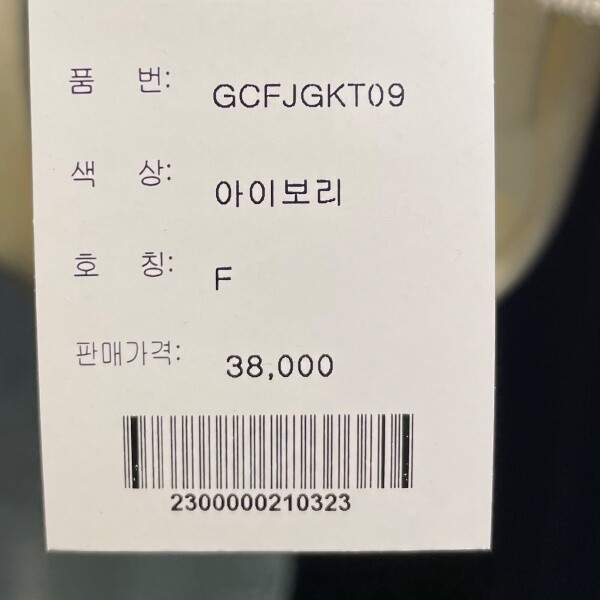 품 번: GCFJGKT09
색 상: 아이보리
호 칭: F
판매가격: 38,000
2300000210323